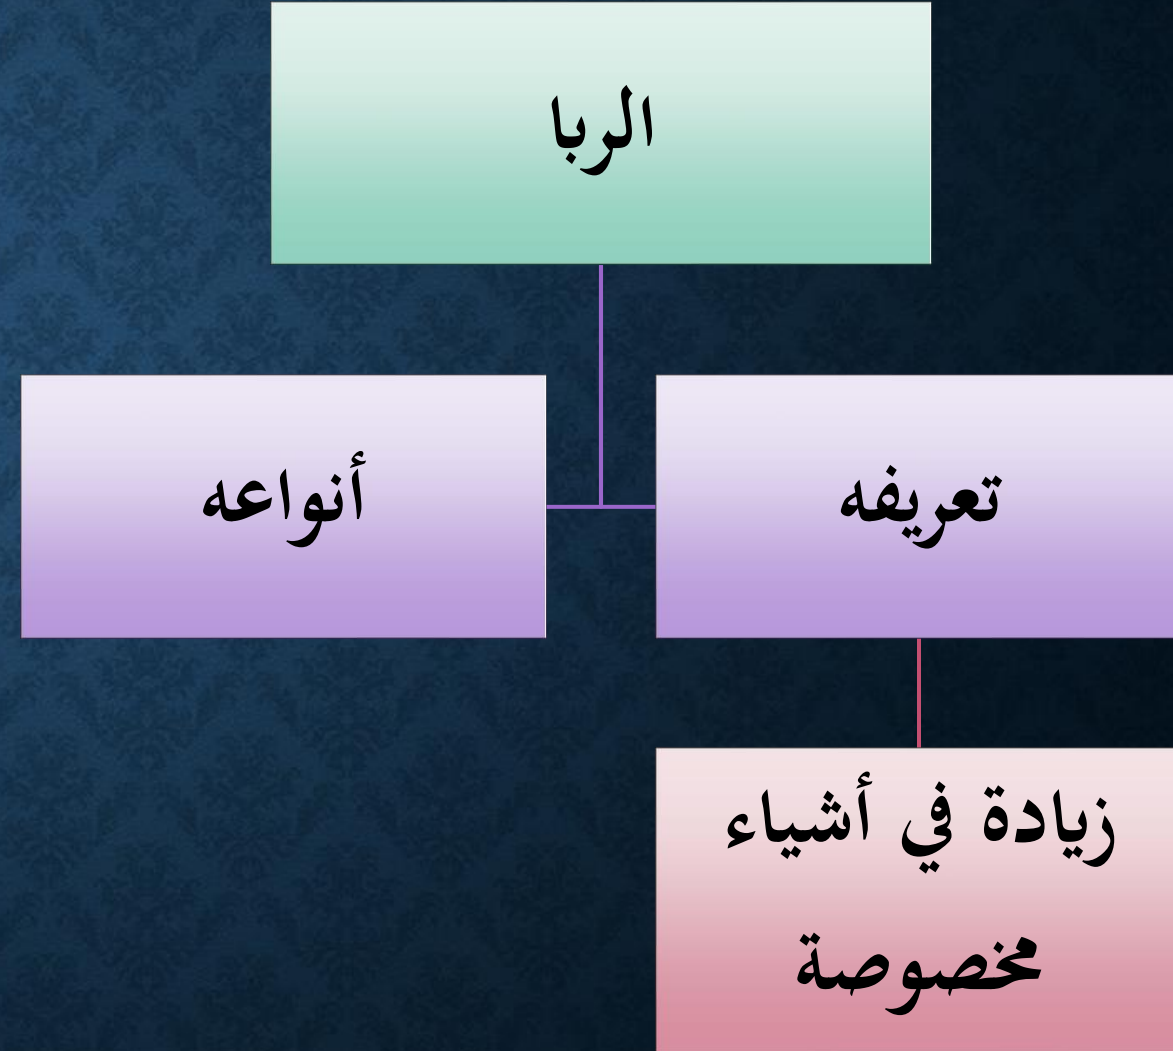 الربا
تعريفه
أنواعه
زيادة في أشياء
مخصوصة